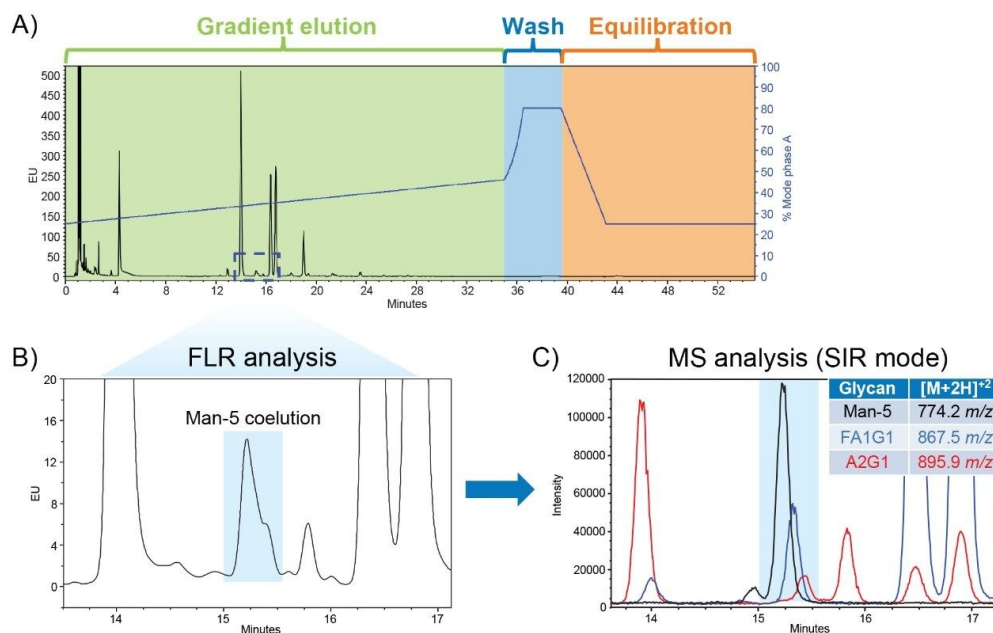 A)
Gradient elution
Wash
Equilibration
500
450
400
350
300
250
200
150
100
50
0
EU
100
90
80
70
60
50
40
30
20
10
0
% Mode phase A
0 4 8 12 16 20 24 28 32 36 40 44 48 52
Minutes
B)
FLR analysis
Man-5 coelution
20
16
12
8
4
0
EU
14 15 16 17
Minutes
C)
MS analysis (SIR mode)
Glycan [M+2H]+2
Man-5 774.2 m/z
FA1G1 867.5 m/z
A2G1 895.9 m/z
120000
100000
80000
60000
40000
20000
0
Intensity
14 15 16 17
Minutes